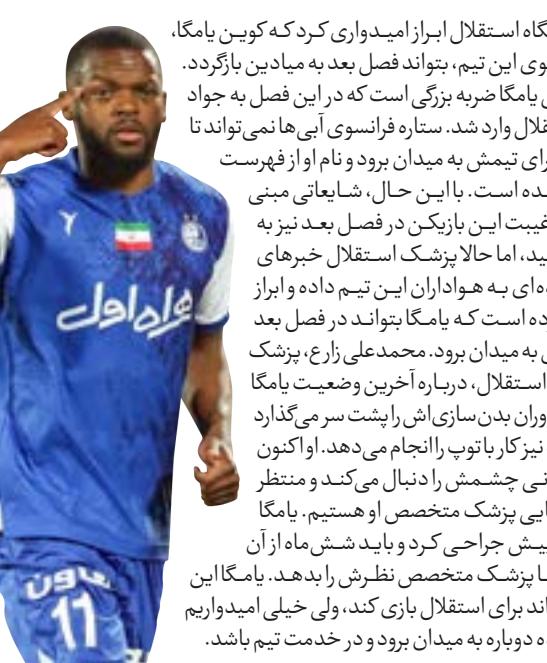 گاه استقلال ابراز امیدواری کرد که کوین یامگا،
وی این تیم، بتواند فصل بعد به میادین بازگردد.
یامگا ضربه بزرگی است که در این فصل به جواد
قلال وارد شد. ستاره فرانسوی آبی‌ها نمی‌تواند تا
رای تیمش به میدان برود و نام او از فهرست
ده است. با این حال، شایعاتی مبنی
غیبت این بازیکن در فصل بعد نیز به
ید، اما حالا پزشک استقلال خبرهای
ه‌ای به هواداران این تیم داده و ابراز
ده است که یامگا بتواند در فصل بعد
به میدان برود. محمدعلی زارع، پزشک
استقلال، درباره آخرین وضعیت یامگا
وران بدن‌سازی‌اش را پشت سر می‌گذارد
نیز کار با توپ را انجام می‌دهد. او اکنون
نی چشمش را دنبال می‌کند و منتظر
ایی پزشک متخصص او هستیم. یامگا
یش جراحی کرد و باید شش ماه از آن
ا پزشک متخصص نظرش را بدهد. یامگا این
اند برای استقلال بازی کند، ولی خیلی امیدواریم
ه دوباره به میدان برود و در خدمت تیم باشد.
همراه اول
11